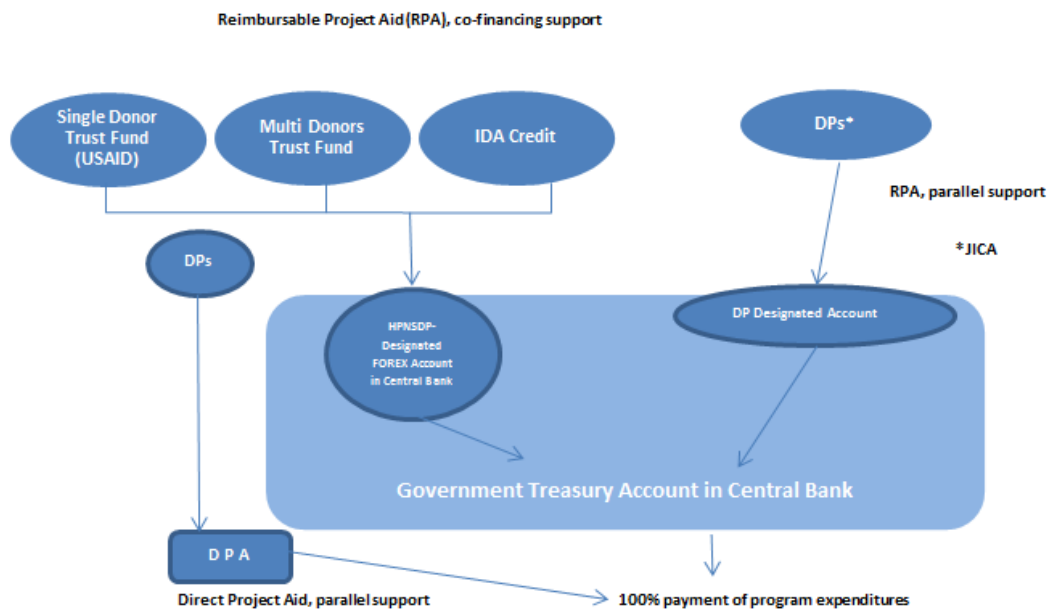 Reimbursable Project Aid (RPA), co-financing support
Single Donor
Trust Fund
(USAID)
Multi Donors
Trust Fund
IDA Credit
DPs*
RPA, parallel support
*JICA
DPs
HPNSDP-
Designated
FOREX Account
in Central Bank
DP Designated Account
Government Treasury Account in Central Bank
D P A
Direct Project Aid, parallel support
100% payment of program expenditures